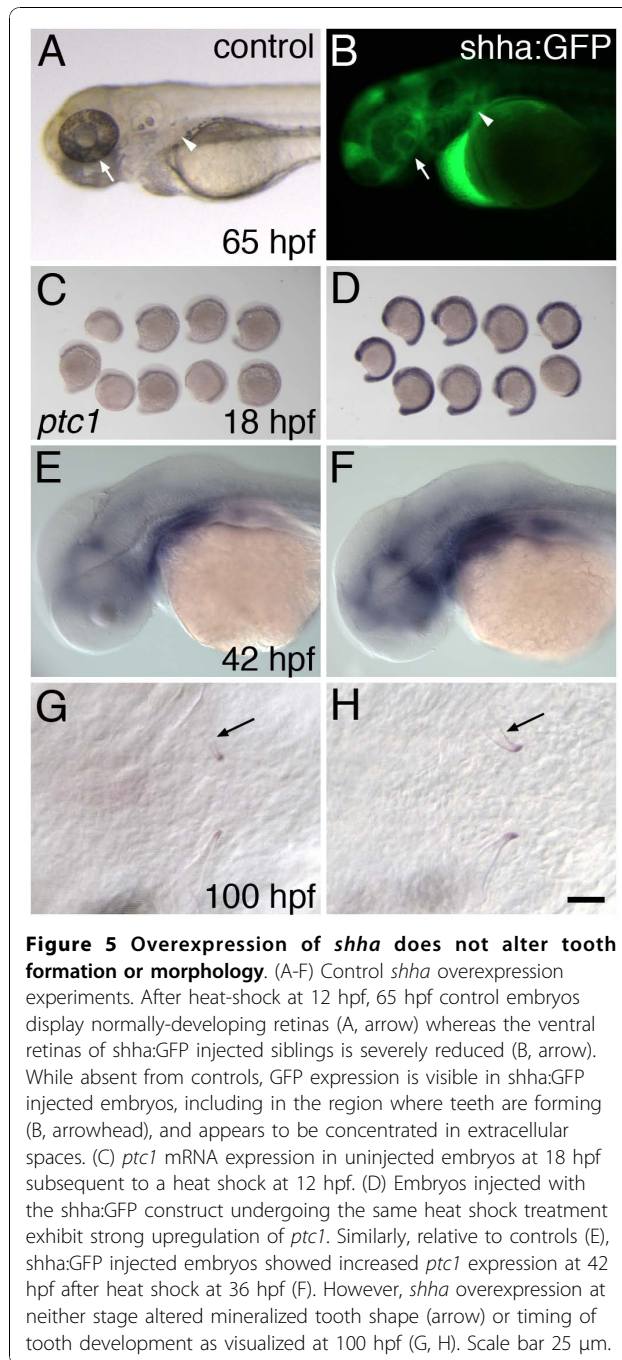 A control
B shha:GFP
65 hpf
C
D
ptc1 18 hpf
E
F
42 hpf
G
H
100 hpf
Figure 5 Overexpression of shha does not alter tooth
formation or morphology. (A-F) Control shha overexpression
experiments. After heat-shock at 12 hpf, 65 hpf control embryos
display normally-developing retinas (A, arrow) whereas the ventral
retinas of shha:GFP injected siblings is severely reduced (B, arrow).
While absent from controls, GFP expression is visible in shha:GFP
injected embryos, including in the region where teeth are forming
(B, arrowhead), and appears to be concentrated in extracellular
spaces. (C) ptc1 mRNA expression in uninjected embryos at 18 hpf
subsequent to a heat shock at 12 hpf. (D) Embryos injected with
the shha:GFP construct undergoing the same heat shock treatment
exhibit strong upregulation of ptc1. Similarly, relative to controls (E),
shha:GFP injected embryos showed increased ptc1 expression at 42
hpf after heat shock at 36 hpf (F). However, shha overexpression at
neither stage altered mineralized tooth shape (arrow) or timing of
tooth development as visualized at 100 hpf (G, H). Scale bar 25 μm.